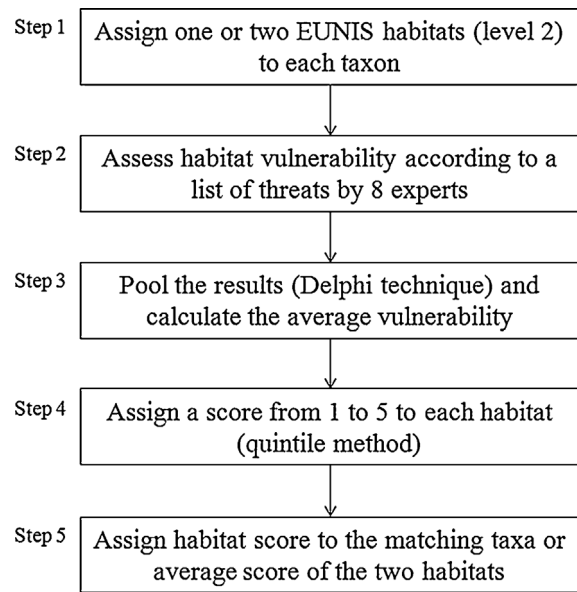 Step 1
Assign one or two EUNIS habitats (level 2)
to each taxon
Step 2
Assess habitat vulnerability according to a
list of threats by 8 experts
Step 3
Pool the results (Delphi technique) and
calculate the average vulnerability
Step 4
Assign a score from 1 to 5 to each habitat
(quintile method)
Step 5
Assign habitat score to the matching taxa or
average score of the two habitats